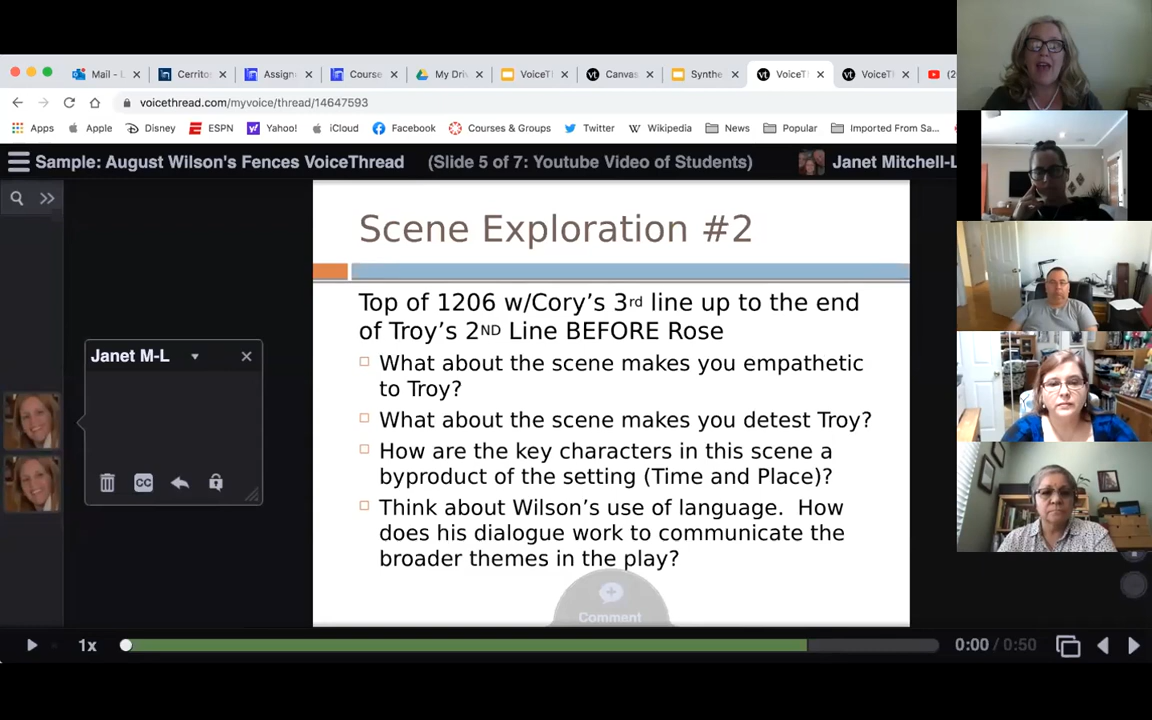 Mail -
Cerrito
Assign
Course
My Driv
VoiceT
Canvas
Synthe
VoiceT
VoiceT
voicethread.com/myvoice/thread/14647593
Apps
Apple
Disney
ESPN
Yahoo!
iCloud
Facebook
Courses & Groups
Twitter
Wikipedia
News
Popular
Imported From Sa...
Sample: August Wilson's Fences VoiceThread (Slide 5 of 7: Youtube Video of Students)
Janet Mitchell-L
Scene Exploration #2
Top of 1206 w/Cory's 3rd line up to the end
of Troy's 2ND Line BEFORE Rose
What about the scene makes you empathetic
to Troy?
What about the scene makes you detest Troy?
How are the key characters in this scene a
byproduct of the setting (Time and Place)?
Think about Wilson's use of language. How
does his dialogue work to communicate the
broader themes in the play?
Janet M-L
CC
Comment
1x
0:00 / 0:50